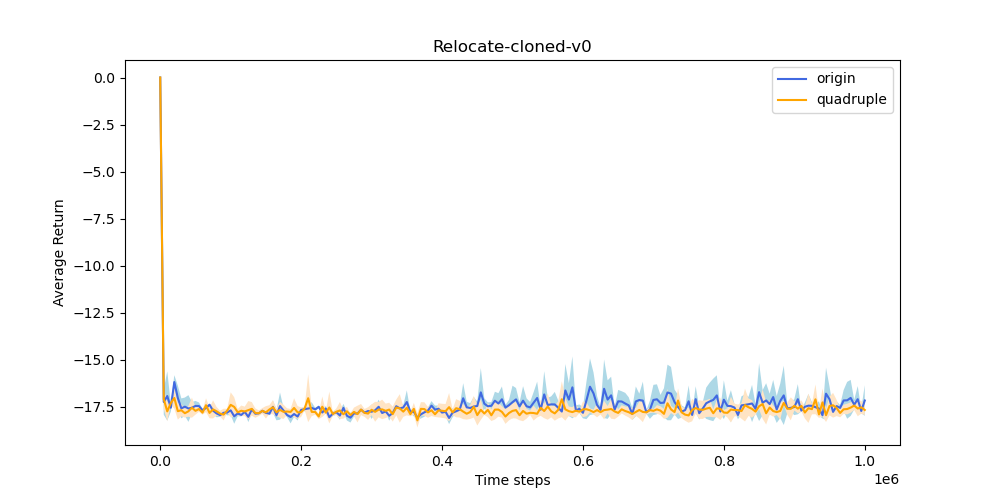 Relocate-cloned-v0
origin
quadruple
Average Return
0.0
−2.5
−5.0
−7.5
−10.0
−12.5
−15.0
−17.5
0.0 0.2 0.4 0.6 0.8 1.0
1e6
Time steps